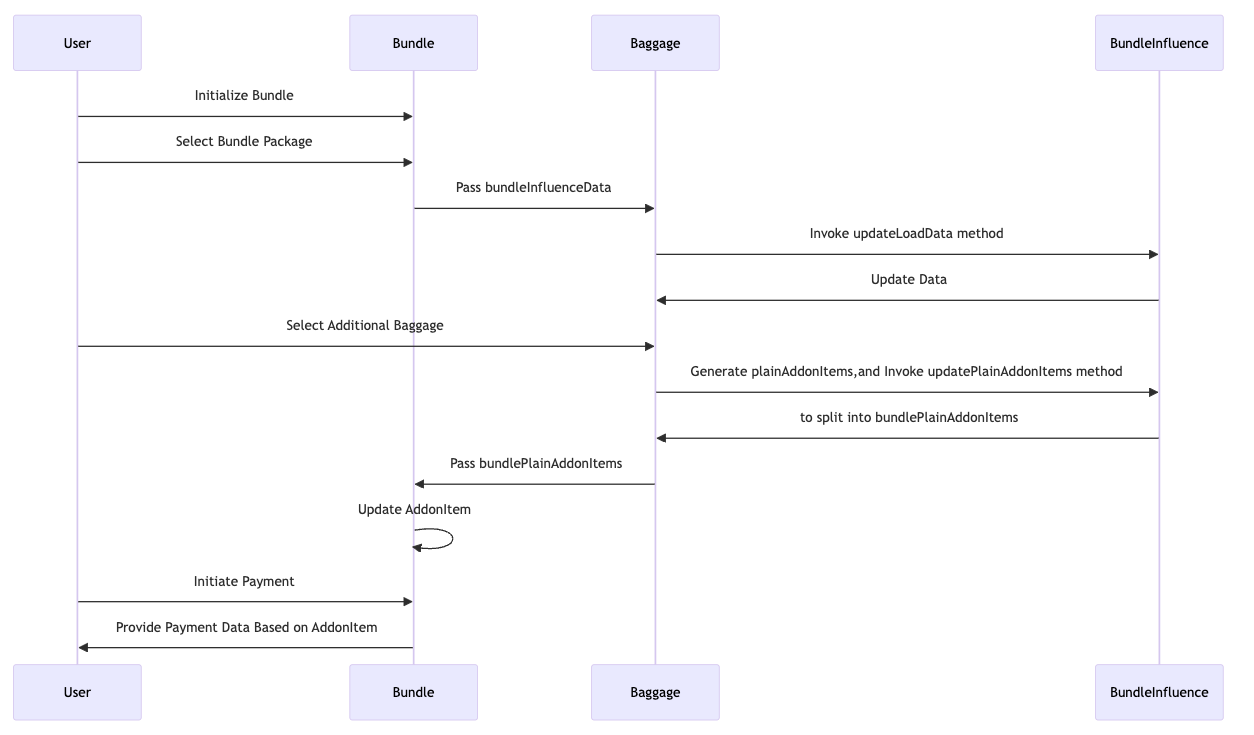 User
Bundle
Baggage
BundleInfluence
Initialize Bundle
Select Bundle Package
Pass bundleInfluenceData
Invoke updateLoadData method
Update Data
Select Additional Baggage
Generate plainAddonItems,and Invoke updatePlainAddonItems method
to split into bundlePlainAddonItems
Pass bundlePlainAddonItems
Update AddonItem
Initiate Payment
Provide Payment Data Based on AddonItem
User
Bundle
Baggage
BundleInfluence